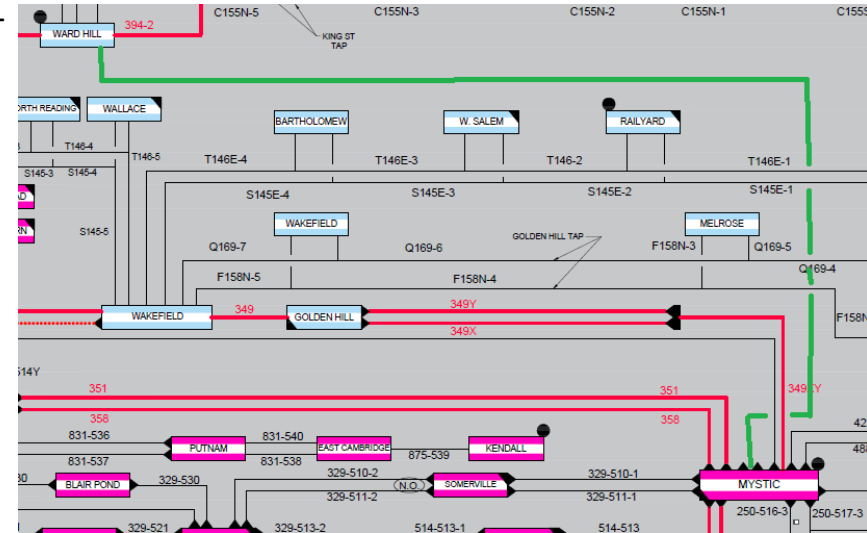 C155N-5
C155N-3
C155N-2
C155N-1
C155S
394-2
WARD HILL
KING ST
TAP
RTH READING
WALLACE
BARTHOLOMEW
W. SALEM
RAILYARD
T146-4
T146-5
T146E-4
T146E-3
T146-2
T146E-1
S145-3
S145-4
S145E-4
S145E-3
S145E-2
S145E-1
S145-5
WAKEFIELD
MELROSE
GOLDEN HILL TAP
Q169-7
Q169-6
F158N-3
Q169-5
Q169-4
F158N-5
F158N-4
F158N
WAKEFIELD
349
GOLDEN HILL
349Y
349X
514Y
351
351
349XY
358
358
831-536
831-540
PUTNAM
EAST CAMBRIDGE
875-539
KENDALL
831-537
831-538
BLAIR POND
329-530
329-510-2
N.O.
SOMERVILLE
329-510-1
MYSTIC
329-511-2
329-511-1
250-516-3
250-517-3
329-521
329-513-2
514-513-1
514-513